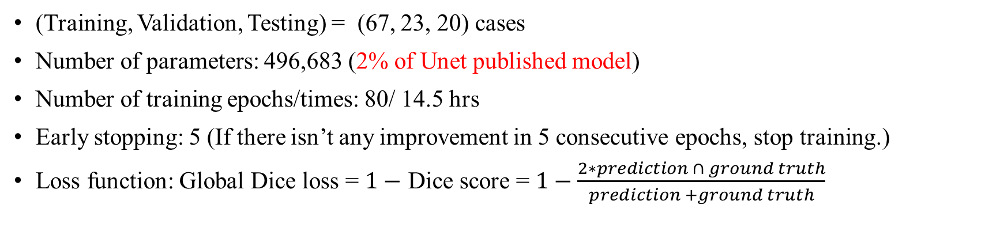 • (Training, Validation, Testing) = (67, 23, 20) cases
• Number of parameters: 496,683 (2% of Unet published model)
• Number of training epochs/times: 80/ 14.5 hrs
• Early stopping: 5 (If there isn’t any improvement in 5 consecutive epochs, stop training.)
• Loss function: Global Dice loss = 1 − Dice score = 1 − \frac{2*prediction ∩ ground truth}{prediction +ground truth}